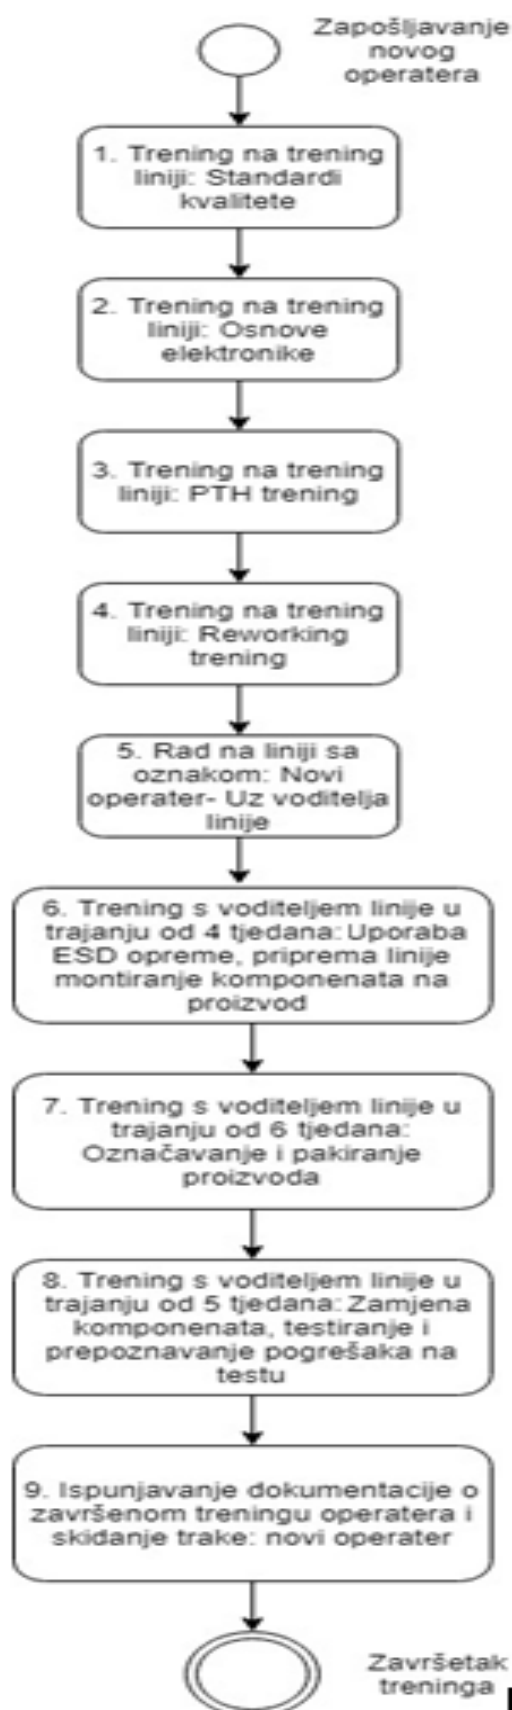 Zapošljavanje
novog
operatera
1. Trening na trening
liniji: Standardi
kvalitete
2. Trening na trening
liniji: Osnove
elektronike
3. Trening na trening
liniji: PTH trening
4. Trening na trening
liniji: Reworking
trening
5. Rad na liniji sa
oznakom: Novi
operater- Uz voditelja
linije
6. Trening s voditeljem linije u
trajanju od 4 tjedana: Uporaba
ESD opreme, priprema linije
montiranje komponenata na
proizvod
7. Trening s voditeljem linije u
trajanju od 6 tjedana:
Označavanje i pakiranje
proizvoda
8. Trening s voditeljem linije u
trajanju od 5 tjedana: Zamjena
komponenata, testiranje i
prepoznavanje pogrešaka na
testu
9. Ispunjavanje dokumentacije o
završenom treningu operatera i
skidanje trake: novi operater
Završetak
treninga